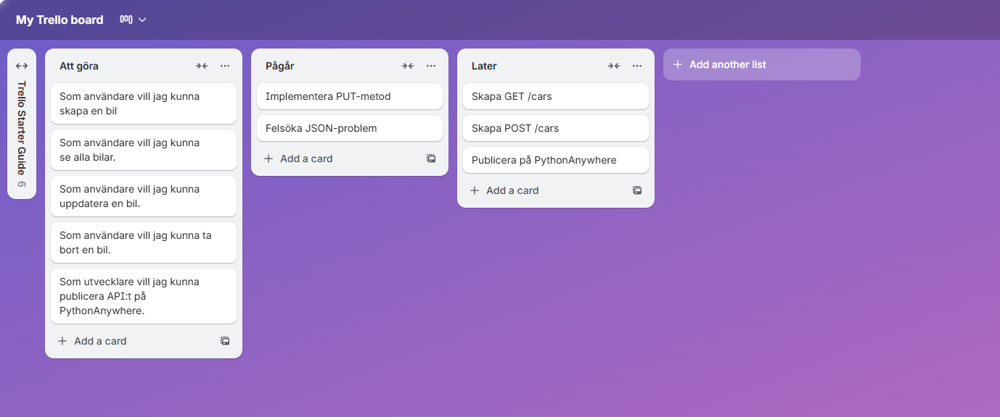 My Trello board
Trello Starter Guide 6
Att göra
Som användare vill jag kunna
skapa en bil
Som användare vill jag kunna
se alla bilar.
Som användare vill jag kunna
uppdatera en bil.
Som användare vill jag kunna ta
bort en bil.
Som utvecklare vill jag kunna
publicera API:t på
PythonAnywhere.
Add a card
Pågår
Implementera PUT-metod
Felsöka JSON-problem
Add a card
Later
Skapa GET /cars
Skapa POST /cars
Publicera på PythonAnywhere
Add a card
Add another list